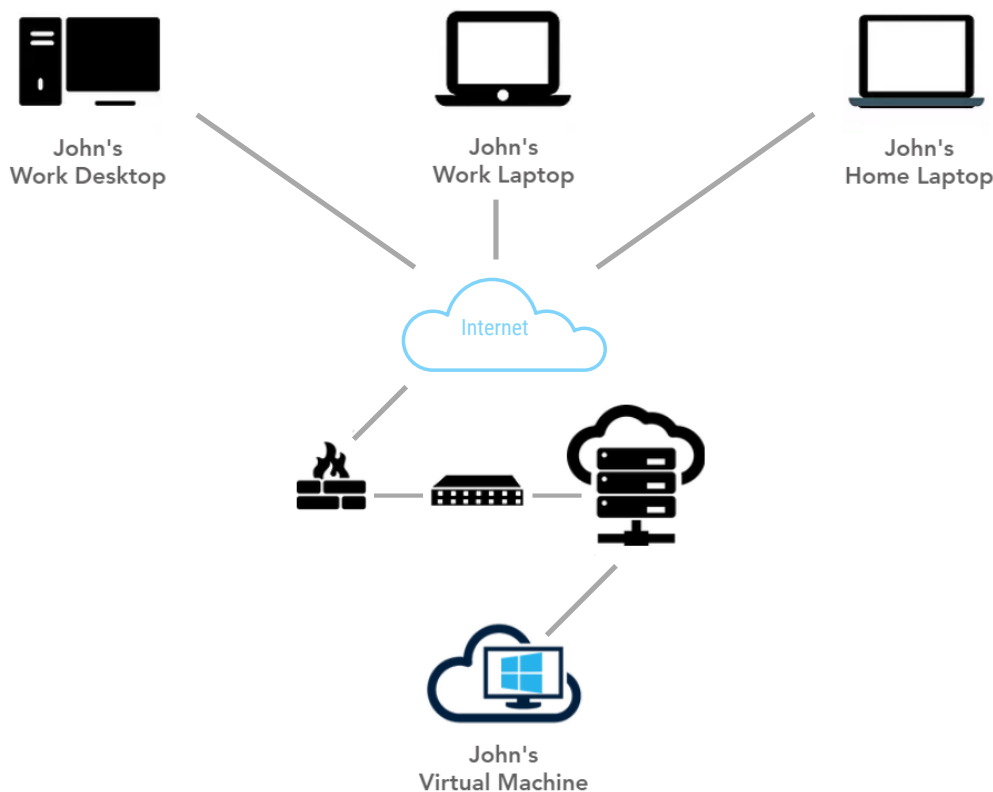 John's
Work Desktop
John's
Work Laptop
John's
Home Laptop
Internet
John's
Virtual Machine